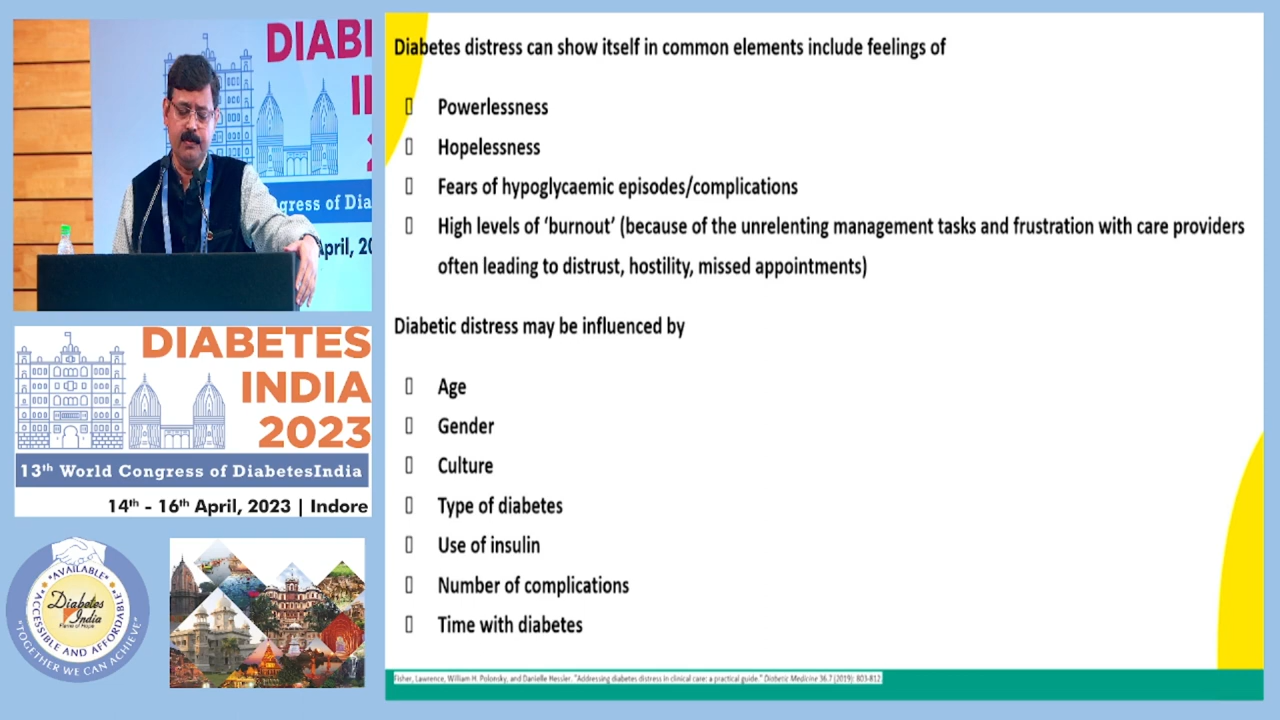 DIABE
IN
2
gress of Dia
April, 20
DIABETES
INDIA
2023
13th World Congress of DiabetesIndia
14th - 16th April, 2023 | Indore
*AVAILABLE*
*ACCESSIBLE AND AFFORDABLE*
Diabetes
India
"TOGETHER WE CAN ACHIEVE"
Diabetes distress can show itself in common elements include feelings of
Powerlessness
Hopelessness
Fears of hypoglycaemic episodes/complications
High levels of ‘burnout’ (because of the unrelenting management tasks and frustration with care providers
often leading to distrust, hostility, missed appointments)
Diabetic distress may be influenced by
Age
Gender
Culture
Type of diabetes
Use of insulin
Number of complications
Time with diabetes
Fisher, Lawrence, William H. Polonsky, and Danielle Hessler. "Addressing diabetes distress in clinical care: a practical guide." Diabetic Medicine 36.7 (2019): 803-812.